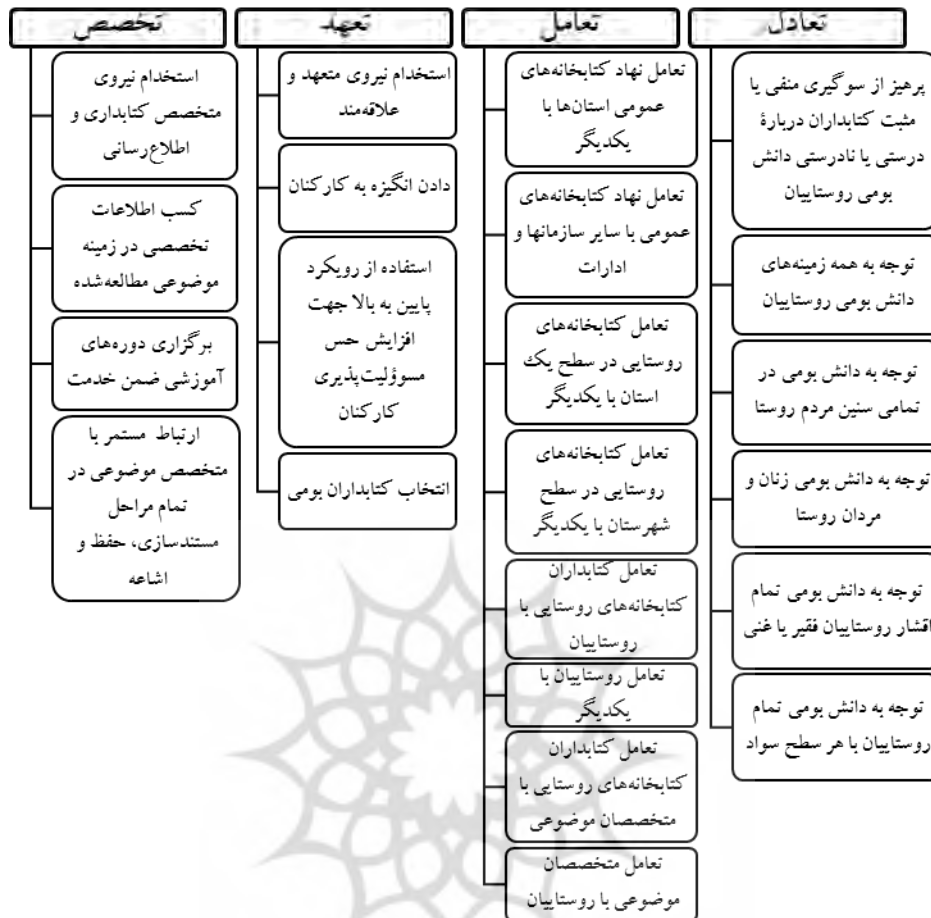 تعادل
پرهیز از سوگیری منفی یا
مثبت کتابداران دربارۀ
درستی یا نادرستی دانش
بومی روستاییان
توجه به همه زمینه‌های
دانش بومی روستاییان
توجه به دانش بومی در
تمامی سنین مردم روستا
توجه به دانش بومی زنان و
مردان روستا
توجه به دانش بومی تمام
اقشار روستاییان فقیر یا غنی
توجه به دانش بومی تمام
روستاییان با هر سطح سواد
تعامل
تعامل نهاد کتابخانه‌های
عمومی استان‌ها با
یکدیگر
تعامل نهاد کتابخانه‌های
عمومی با سایر سازمانها و
ادارات
تعامل کتابخانه‌های
روستایی در سطح یک
استان با یکدیگر
تعامل کتابخانه‌های
روستایی در سطح
شهرستان با یکدیگر
تعامل کتابداران
کتابخانه‌های روستایی با
روستاییان
تعامل روستاییان با
یکدیگر
تعامل کتابداران
کتابخانه‌های روستایی با
متخصصان موضوعی
تعامل متخصصان
موضوعی با روستاییان
تعهد
استخدام نیروی متعهد و
علاقه‌مند
دادن انگیزه به کارکنان
استفاده از رویکرد
پایین به بالا جهت
افزایش حس
مسوؤلیت‌پذیری
کارکنان
انتخاب کتابداران بومی
تخصص
استخدام نیروی
متخصص کتابداری و
اطلاع‌رسانی
کسب اطلاعات
تخصصی در زمینه
موضوعی مطالعه‌شده
برگزاری دوره‌های
آموزشی ضمن خدمت
ارتباط مستمر با
متخصص موضوعی در
تمام مراحل
مستندسازی، حفظ و
اشاعه